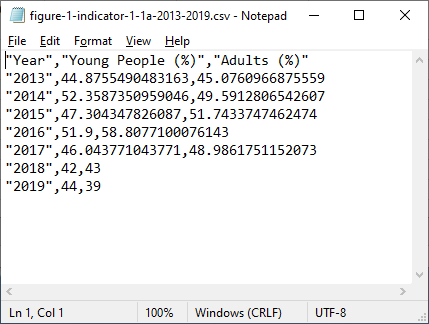 figure-1-indicator-1-1a-2013-2019.csv - Notepad
File Edit Format View Help
"Year","Young People (%)","Adults (%)"
"2013",44.8755490483163,45.0760966875559
"2014",52.3587350959046,49.5912806542607
"2015",47.304347826087,51.7433747462474
"2016",51.9,58.8077100076143
"2017",46.043771043771,48.9861751152073
"2018",42,43
"2019",44,39
Ln 1, Col 1 100% Windows (CRLF) UTF-8